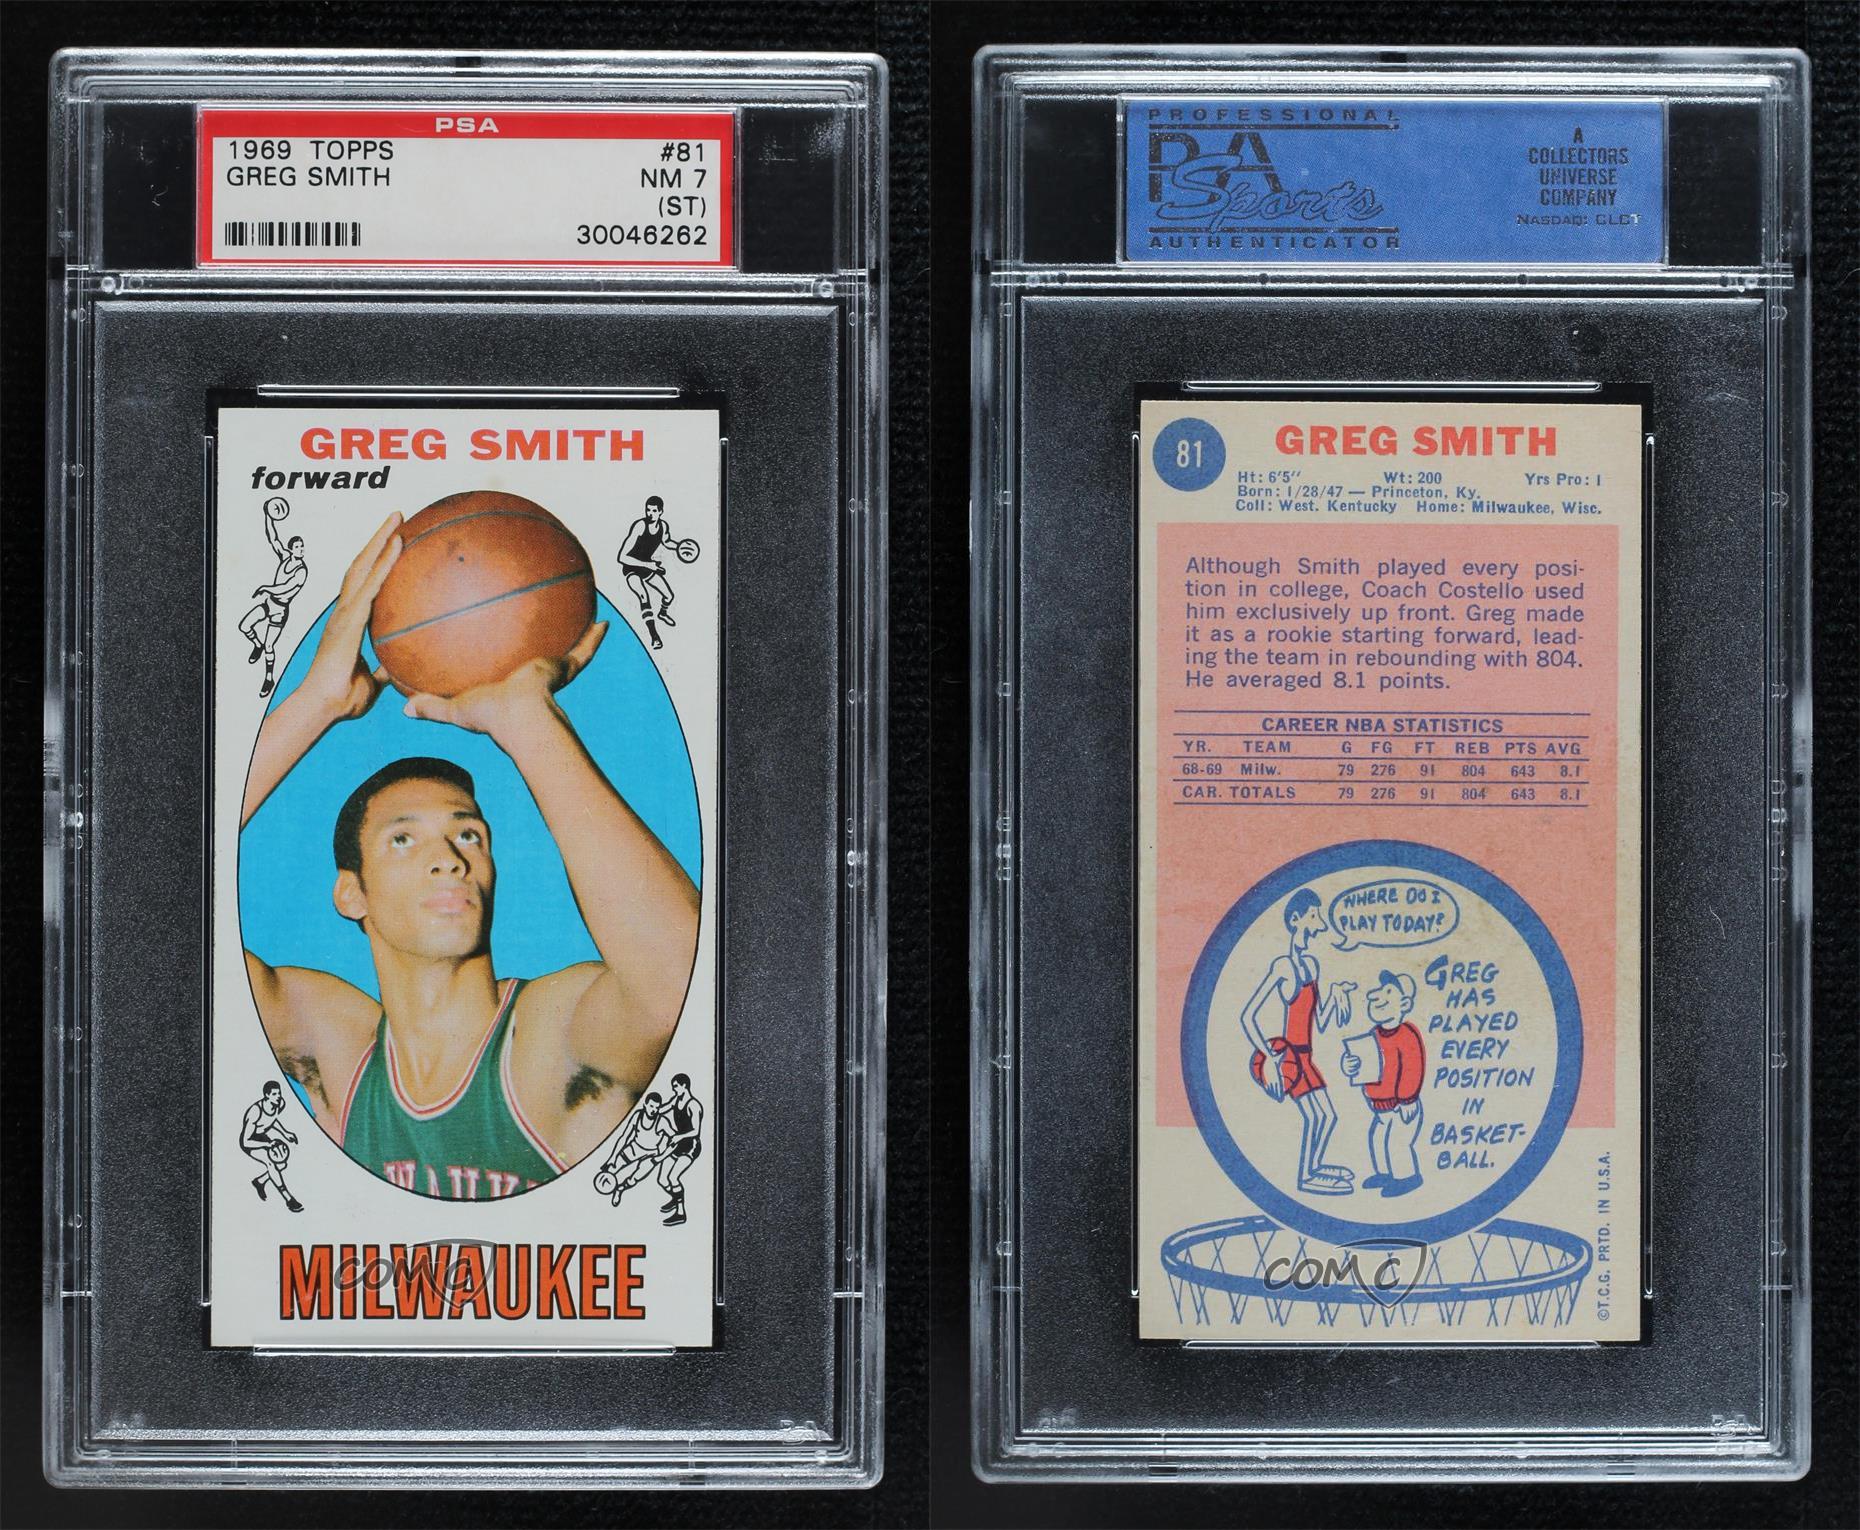 PSA
1969 TOPPS #81
GREG SMITH NM 7
(ST)
30046262
GREG SMITH
forward
WAUK
MILWAUKEE
COMC
PROFESSIONAL
PSA
Sports
AUTHENTICATOR
A
COLLECTORS
UNIVERSE
COMPANY
NASDAQ: CLCT
81
GREG SMITH
Ht: 6'5" Wt: 200 Yrs Pro: 1
Born: 1/28/47 — Princeton, Ky.
Coll: West. Kentucky Home: Milwaukee, Wisc.
Although Smith played every posi-
tion in college, Coach Costello used
him exclusively up front. Greg made
it as a rookie starting forward, lead-
ing the team in rebounding with 804.
He averaged 8.1 points.
CAREER NBA STATISTICS
YR. TEAM G FG FT REB PTS AVG
68-69 Milw. 79 276 91 804 643 8.1
CAR. TOTALS 79 276 91 804 643 8.1
WHERE DO I
PLAY TODAY?
GREG
HAS
PLAYED
EVERY
POSITION
IN
BASKET-
BALL.
©T.C.G. PRTD. IN U.S.A.
COMC